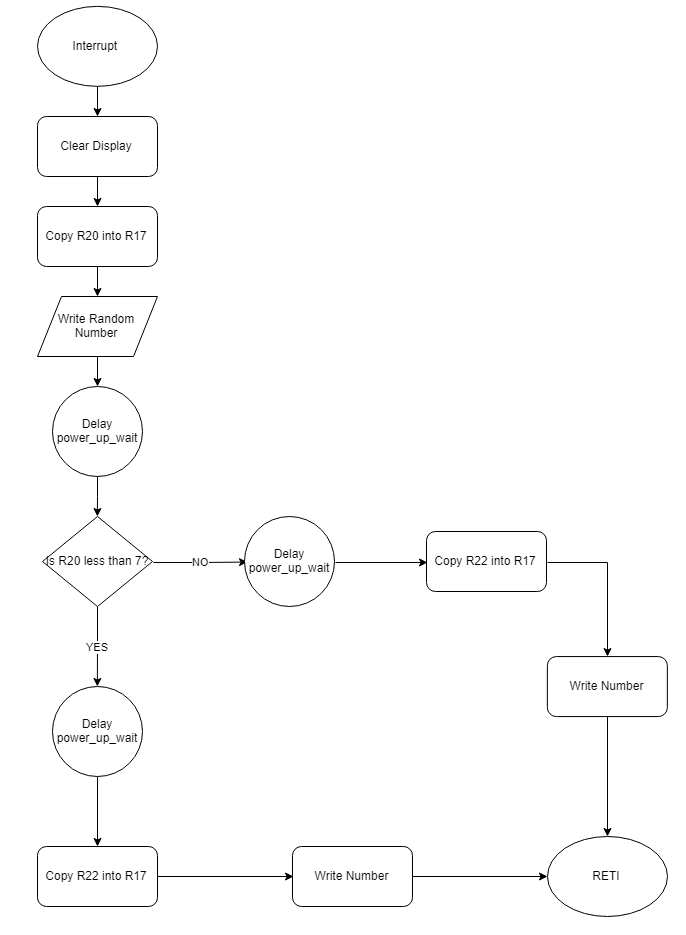 Interrupt
Clear Display
Copy R20 into R17
Write Random
Number
Delay
power_up_wait
Is R20 less than 7?
NO
Delay
power_up_wait
Copy R22 into R17
YES
Write Number
Delay
power_up_wait
Copy R22 into R17
Write Number
RETI